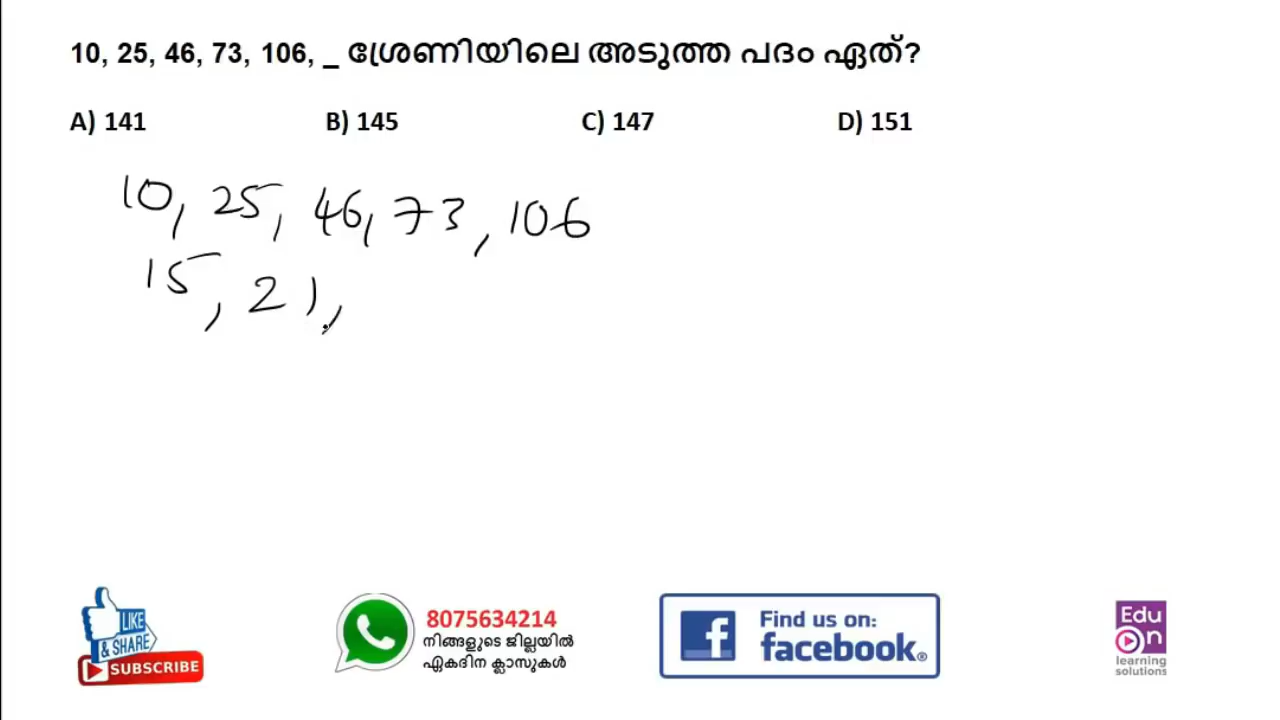 10, 25, 46, 73, 106, _ ശ്രേണിയിലെ അടുത്ത പദം ഏത്?
A) 141 B) 145 C) 147 D) 151
10, 25, 46, 73, 106
15, 21,
LIKE
& SHARE
SUBSCRIBE
8075634214
നിങ്ങളുടെ ജില്ലയിൽ
ഏകദിന ക്ലാസുകൾ
f Find us on:
facebook®
Edu
On
learning
solutions